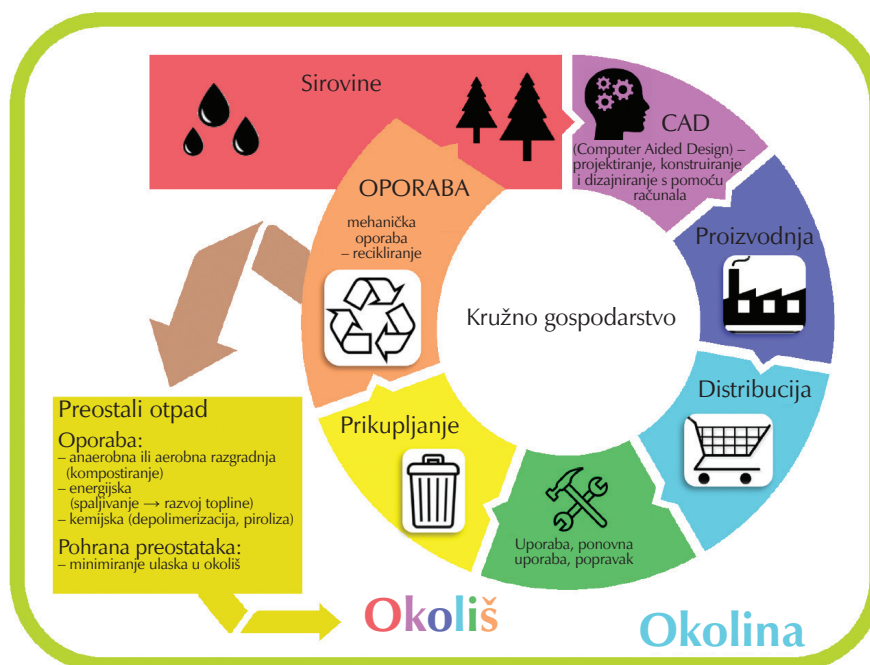 Sirovine
CAD
(Computer Aided Design) –
projektiranje, konstruiranje
i dizajniranje s pomoću
računala
Proizvodnja
Distribucija
Uporaba, ponovna
uporaba, popravak
Prikupljanje
OPORABA
mehanička
oporaba
– recikliranje
Kružno gospodarstvo
Preostali otpad
Oporaba:
– anaerobna ili aerobna razgradnja
(kompostiranje)
– energijska
(spaljivanje → razvoj topline)
– kemijska (depolimerizacija, piroliza)
Pohrana preostataka:
– minimiranje ulaska u okoliš
Okoliš
Okolina